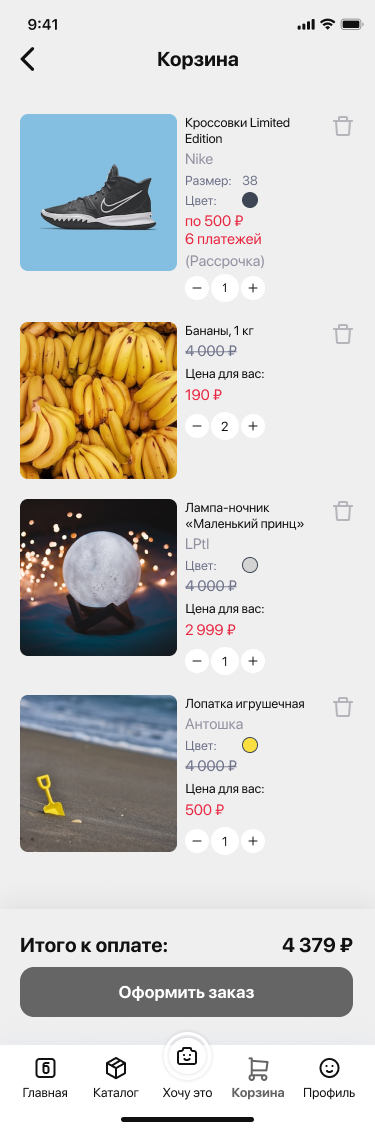 9:41
Корзина
Кроссовки Limited
Edition
Nike
Размер: 38
Цвет:
по 500 ₽
6 платежей
(Рассрочка)
− 1 +
Бананы, 1 кг
4 000 ₽
Цена для вас:
190 ₽
− 2 +
Лампа-ночник
«Маленький принц»
LPtl
Цвет:
4 000 ₽
Цена для вас:
2 999 ₽
− 1 +
Лопатка игрушечная
Антошка
Цвет:
4 000 ₽
Цена для вас:
500 ₽
− 1 +
Итого к оплате: 4 379 ₽
Оформить заказ
Главная Каталог Хочу это Корзина Профиль